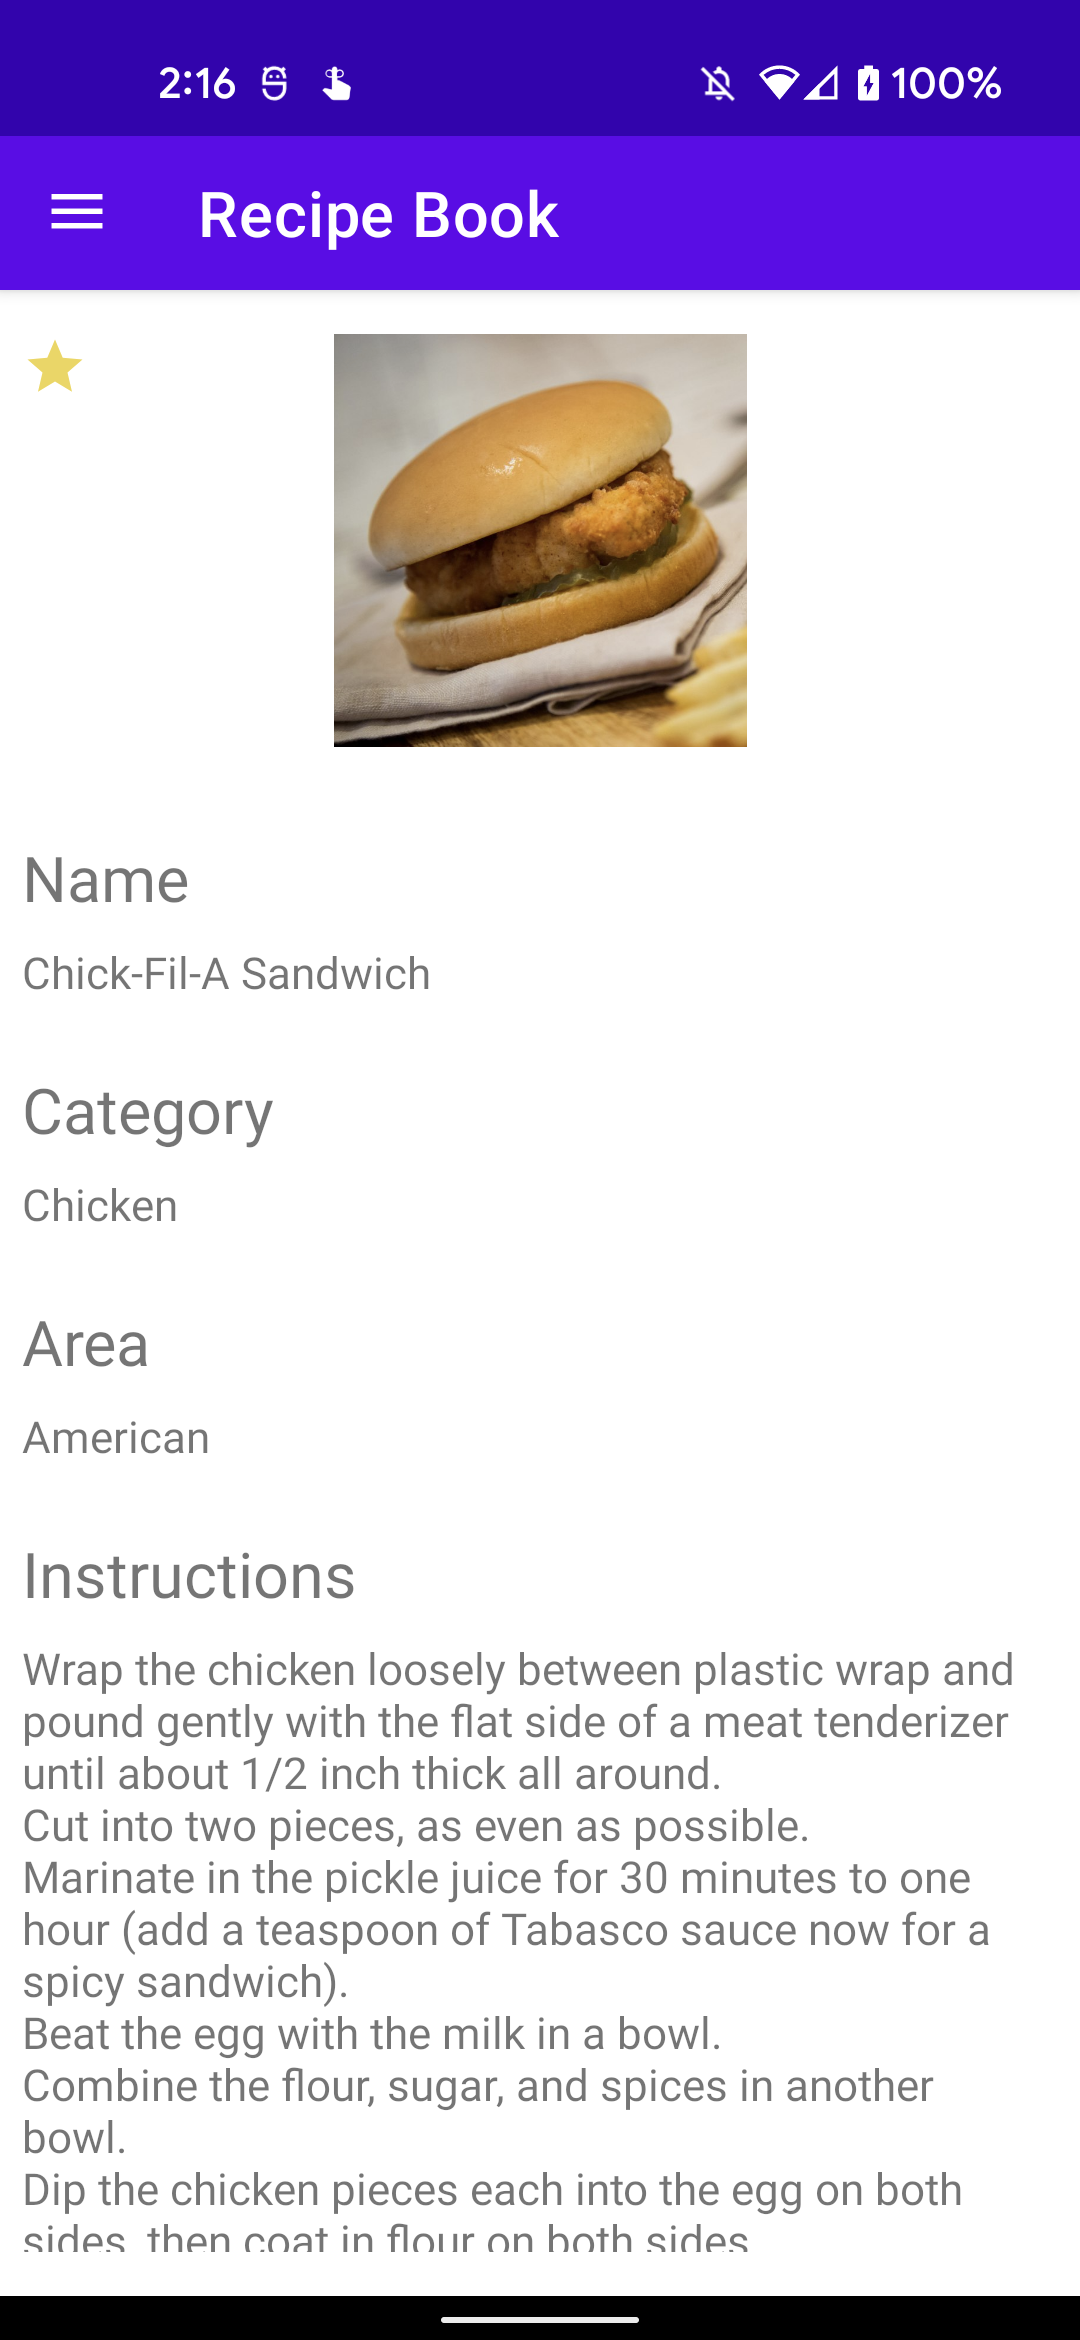 2:16
100%
Recipe Book
Name
Chick-Fil-A Sandwich
Category
Chicken
Area
American
Instructions
Wrap the chicken loosely between plastic wrap and
pound gently with the flat side of a meat tenderizer
until about 1/2 inch thick all around.
Cut into two pieces, as even as possible.
Marinate in the pickle juice for 30 minutes to one
hour (add a teaspoon of Tabasco sauce now for a
spicy sandwich).
Beat the egg with the milk in a bowl.
Combine the flour, sugar, and spices in another
bowl.
Dip the chicken pieces each into the egg on both
sides, then coat in flour on both sides